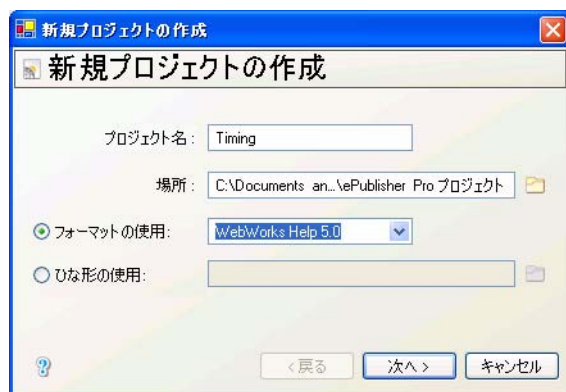 新規プロジェクトの作成
新規プロジェクトの作成
プロジェクト名: Timing
場所: C:\Documents an...\ePublisher Pro プロジェクト
フォーマットの使用: WebWorks Help 5.0
ひな形の使用:
? <戻る 次へ> キャンセル